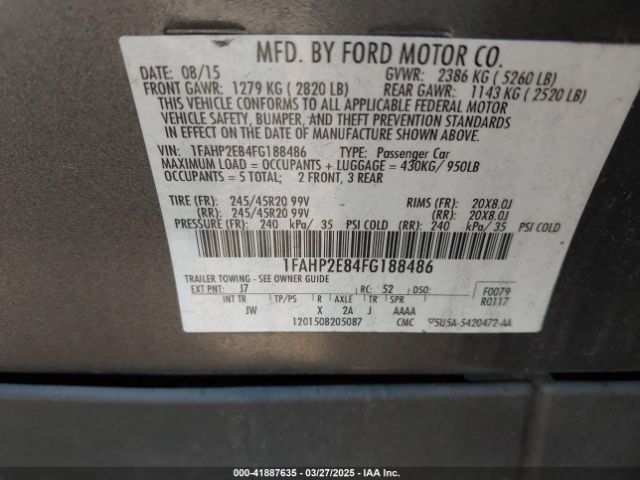 MFD. BY FORD MOTOR CO.
DATE: 08/15 GVWR: 2386 KG ( 5260 LB)
FRONT GAWR: 1279 KG ( 2820 LB) REAR GAWR: 1143 KG ( 2520 LB)
THIS VEHICLE CONFORMS TO ALL APPLICABLE FEDERAL MOTOR
VEHICLE SAFETY, BUMPER, AND THEFT PREVENTION STANDARDS
IN EFFECT ON THE DATE OF MANUFACTURE SHOWN ABOVE.
VIN: 1FAHP2E84FG188486 TYPE: Passenger Car
MAXIMUM LOAD = OCCUPANTS + LUGGAGE = 430KG/ 950LB
OCCUPANTS = 5 TOTAL; 2 FRONT, 3 REAR
TIRE (FR): 245/45R20 99V RIMS (FR): 20X8.0J
(RR): 245/45R20 99V (RR): 20X8.0J
PRESSURE (FR): 240 kPa/ 35 PSI COLD (RR): 240 kPa/ 35 PSI COLD
1FAHP2E84FG188486
TRAILER TOWING - SEE OWNER GUIDE
EXT PNT: J7 RC: 52 DSO: F0079
INT TR TP/PS R AXLE TR SPR R0117
JW X 2A J AAAA
1201508205087 CMC 5U5A-5420472-AA
000-41887635 - 03/27/2025 - IAAI Copyright